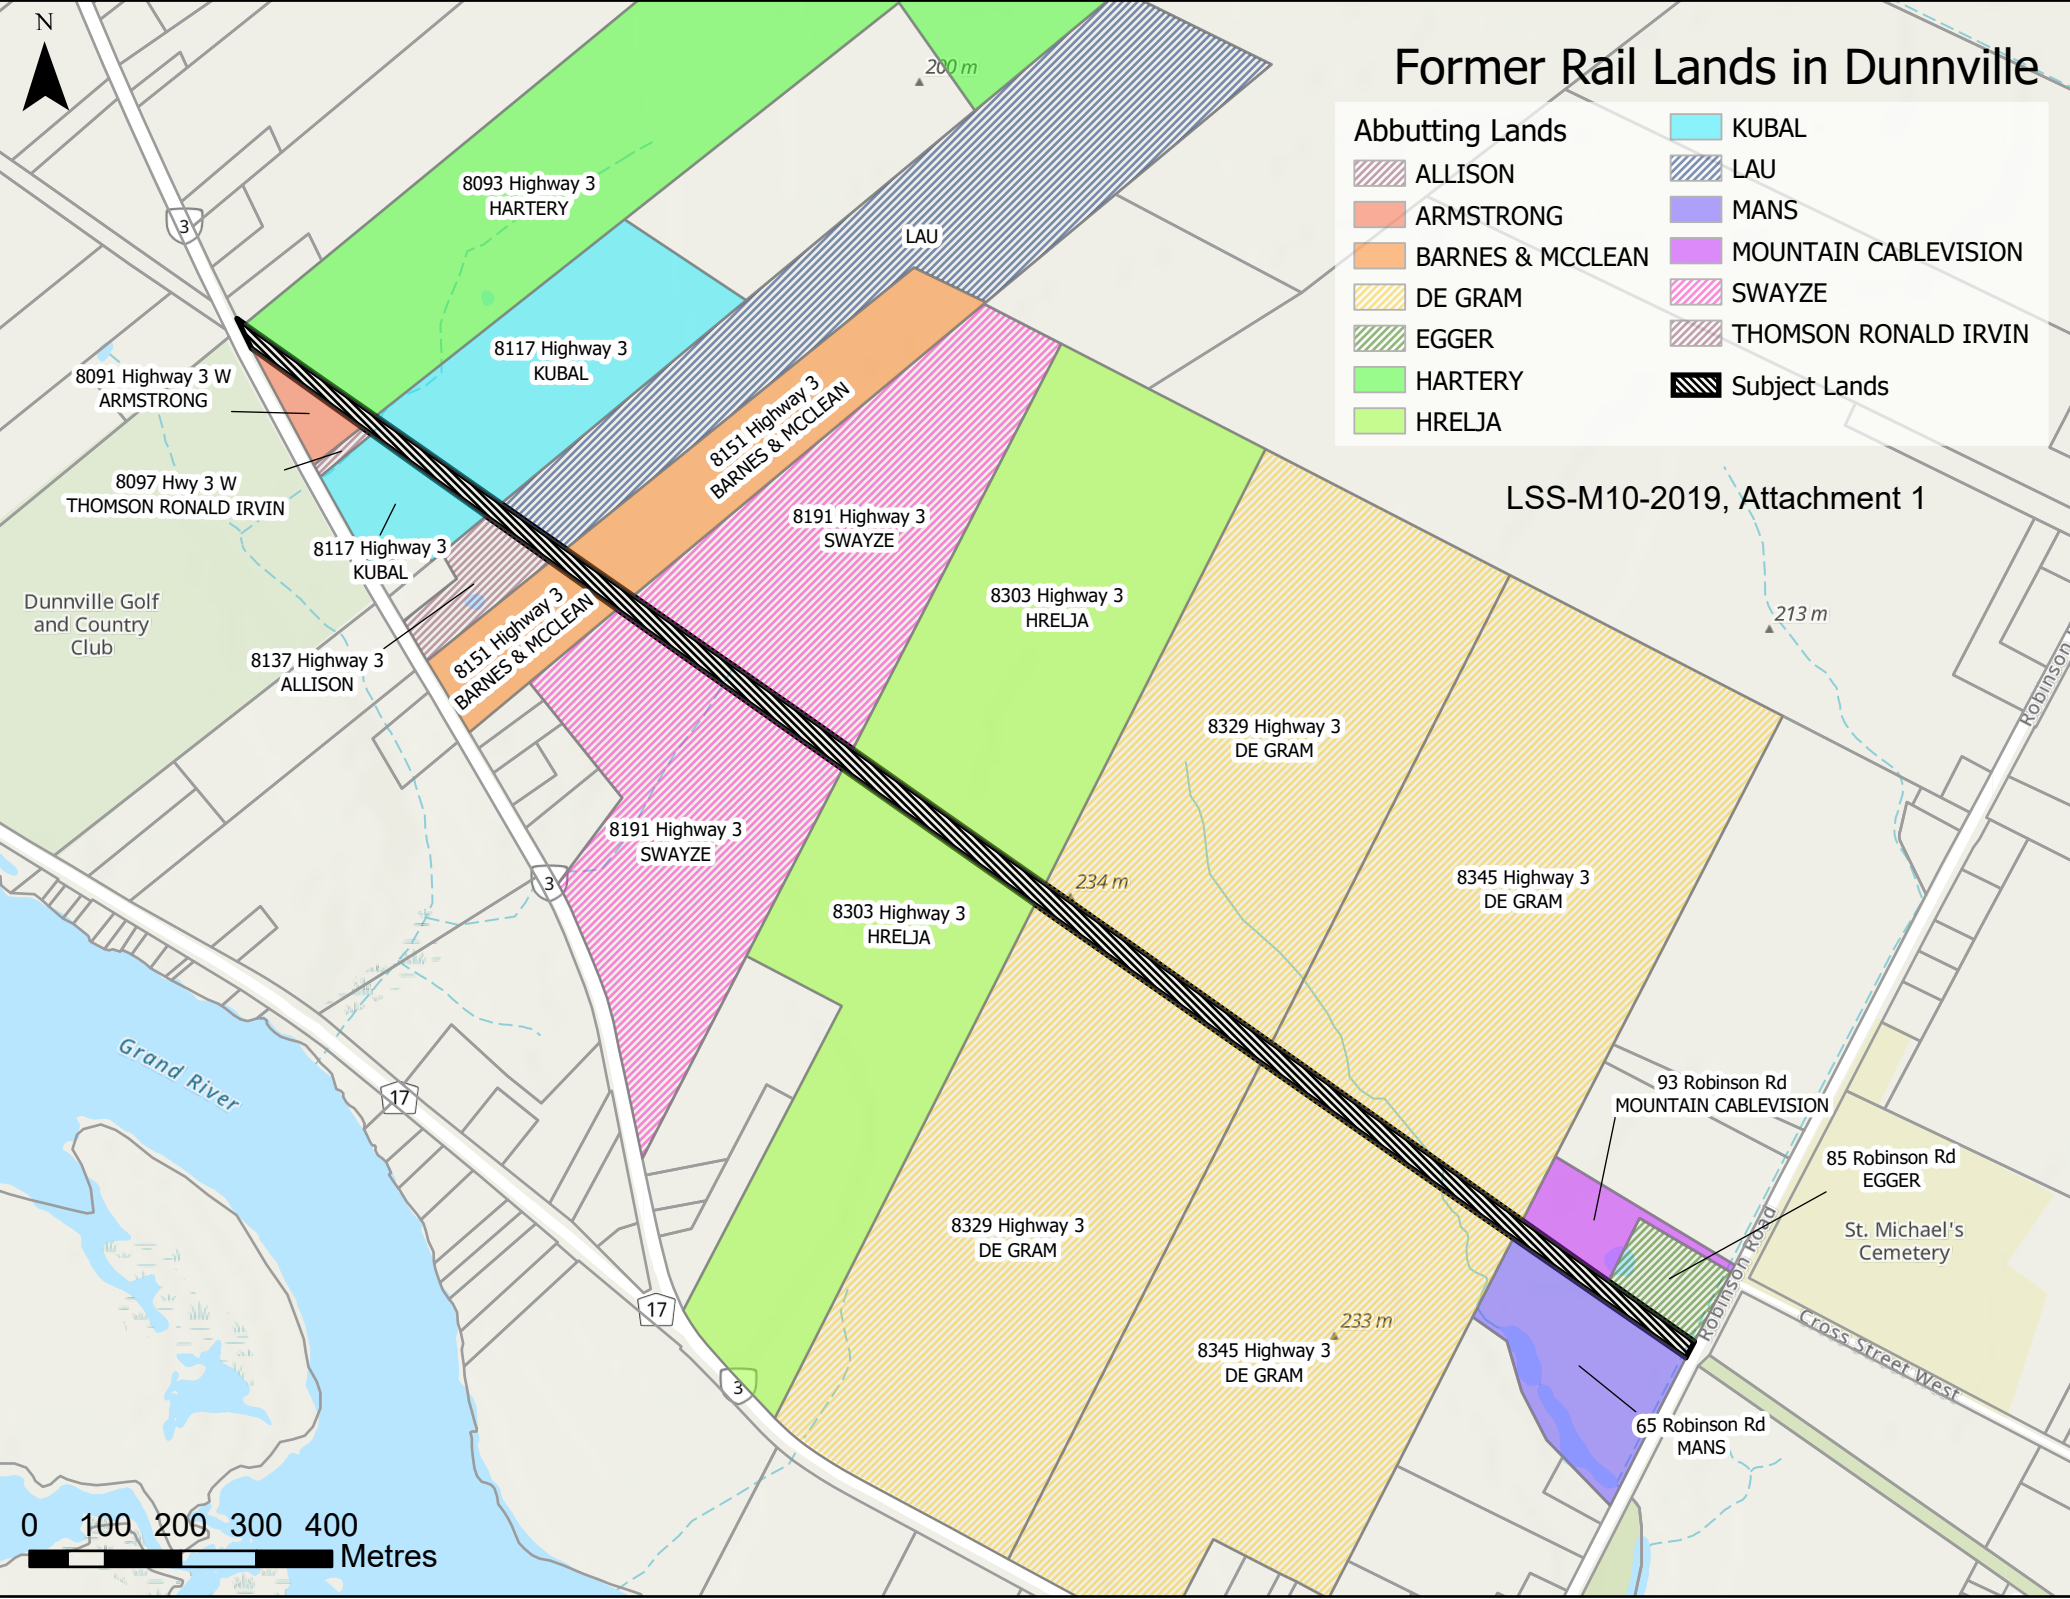 N
Former Rail Lands in Dunnville
Abbutting Lands
ALLISON
ARMSTRONG
BARNES & MCCLEAN
DE GRAM
EGGER
HARTERY
HRELJA
KUBAL
LAU
MANS
MOUNTAIN CABLEVISION
SWAYZE
THOMSON RONALD IRVIN
Subject Lands
LSS-M10-2019, Attachment 1
200 m
3
8093 Highway 3
HARTERY
LAU
8117 Highway 3
KUBAL
8091 Highway 3 W
ARMSTRONG
8151 Highway 3
BARNES & MCCLEAN
8097 Hwy 3 W
THOMSON RONALD IRVIN
8191 Highway 3
SWAYZE
8117 Highway 3
KUBAL
Dunnville Golf
and Country
Club
8303 Highway 3
HRELJA
213 m
8151 Highway 3
BARNES & MCCLEAN
8137 Highway 3
ALLISON
Robinson
8329 Highway 3
DE GRAM
8191 Highway 3
SWAYZE
3
234 m
8345 Highway 3
DE GRAM
8303 Highway 3
HRELJA
Grand River
17
93 Robinson Rd
MOUNTAIN CABLEVISION
85 Robinson Rd
EGGER
8329 Highway 3
DE GRAM
St. Michael's
Cemetery
Robinson Road
17
233 m
8345 Highway 3
DE GRAM
3
Cross Street West
65 Robinson Rd
MANS
0 100 200 300 400
Metres